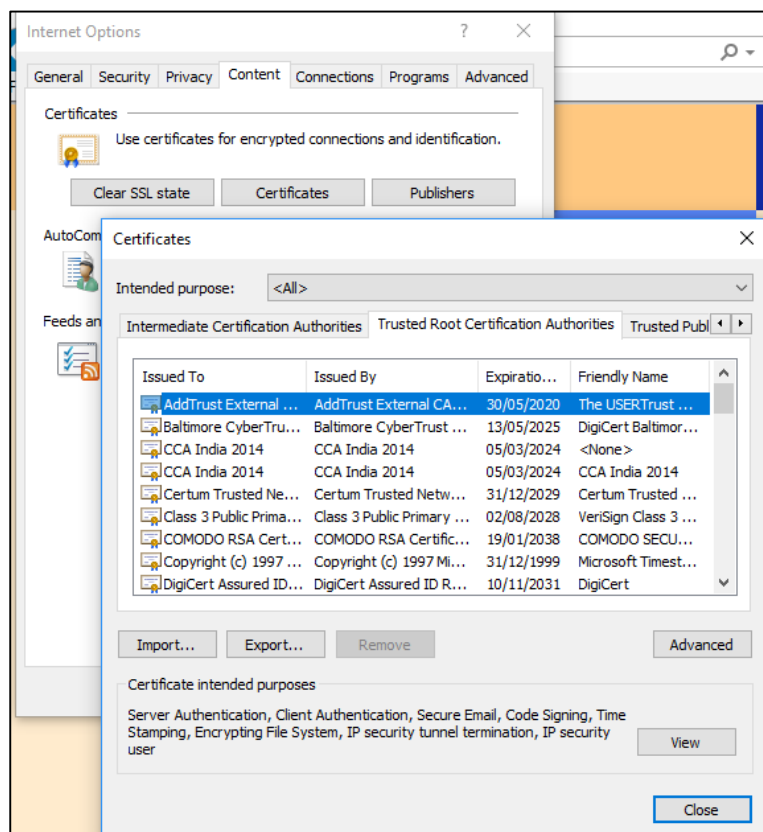 Internet Options
?
General Security Privacy Content Connections Programs Advanced
Certificates
Use certificates for encrypted connections and identification.
Clear SSL state Certificates Publishers
AutoCom
Feeds an
Certificates
Intended purpose: <All>
Intermediate Certification Authorities Trusted Root Certification Authorities Trusted Publ
Issued To Issued By Expiratio... Friendly Name
AddTrust External ... AddTrust External CA... 30/05/2020 The USERTrust ...
Baltimore CyberTru... Baltimore CyberTrust ... 13/05/2025 DigiCert Baltimor...
CCA India 2014 CCA India 2014 05/03/2024 <None>
CCA India 2014 CCA India 2014 05/03/2024 CCA India 2014
Certum Trusted Ne... Certum Trusted Netw... 31/12/2029 Certum Trusted ...
Class 3 Public Prima... Class 3 Public Primary ... 02/08/2028 VeriSign Class 3 ...
COMODO RSA Cert... COMODO RSA Certific... 19/01/2038 COMODO SECU...
Copyright (c) 1997 ... Copyright (c) 1997 Mi... 31/12/1999 Microsoft Timest...
DigiCert Assured ID... DigiCert Assured ID R... 10/11/2031 DigiCert
Import... Export... Remove Advanced
Certificate intended purposes
Server Authentication, Client Authentication, Secure Email, Code Signing, Time
Stamping, Encrypting File System, IP security tunnel termination, IP security
user
View
Close